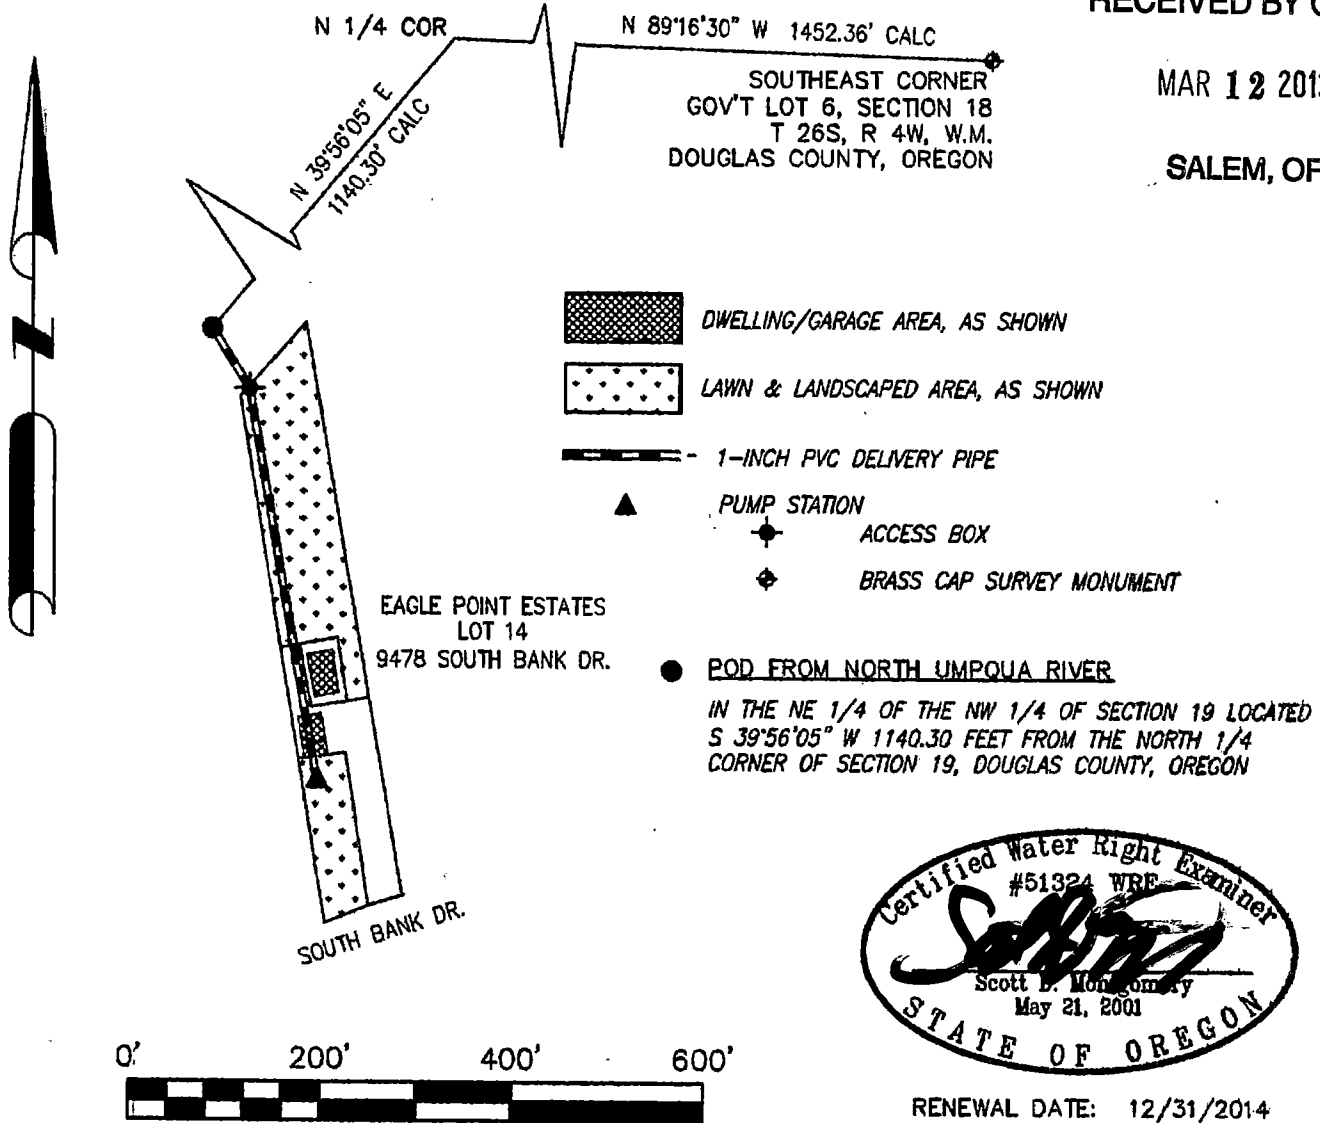 RECEIVED BY
N 1/4 COR
N 89°16'30" W 1452.36' CALC
MAR 12 201
SOUTHEAST CORNER
GOV'T LOT 6, SECTION 18
T 26S, R 4W, W.M.
DOUGLAS COUNTY, OREGON
N 39°56'05" E
1140.30' CALC
SALEM, O
N
DWELLING/GARAGE AREA, AS SHOWN
LAWN & LANDSCAPED AREA, AS SHOWN
1-INCH PVC DELIVERY PIPE
PUMP STATION
ACCESS BOX
BRASS CAP SURVEY MONUMENT
EAGLE POINT ESTATES
LOT 14
9478 SOUTH BANK DR.
POD FROM NORTH UMPQUA RIVER
IN THE NE 1/4 OF THE NW 1/4 OF SECTION 19 LOCATED
S 39°56'05" W 1140.30 FEET FROM THE NORTH 1/4
CORNER OF SECTION 19, DOUGLAS COUNTY, OREGON
SOUTH BANK DR.
Certified Water Right Examiner
#51324 WRE
Scott D. Montgomery
May 21, 2001
STATE OF OREGON
0' 200' 400' 600'
RENEWAL DATE: 12/31/2014